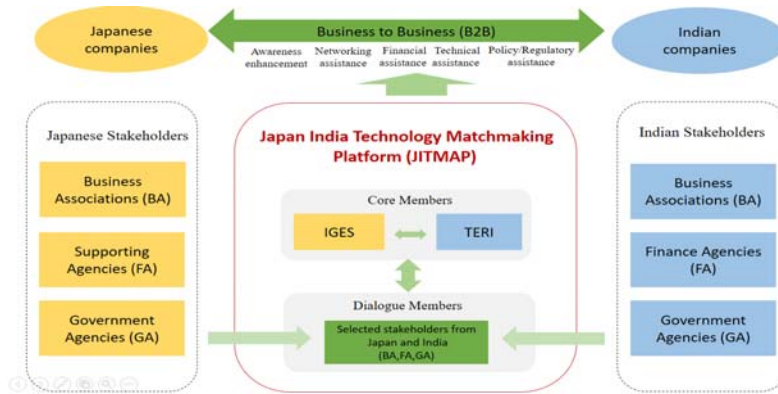 Japanese
companies
Business to Business (B2B)
Indian
companies
Awareness
enhancement
Networking
assistance
Financial
assistance
Technical
assistance
Policy/Regulatory
assistance
Japanese Stakeholders
Business
Associations (BA)
Supporting
Agencies (FA)
Government
Agencies (GA)
Japan India Technology Matchmaking
Platform (JITMAP)
Core Members
IGES
TERI
Dialogue Members
Selected stakeholders from
Japan and India
(BA,FA,GA)
Indian Stakeholders
Business
Associations (BA)
Finance Agencies
(FA)
Government
Agencies (GA)